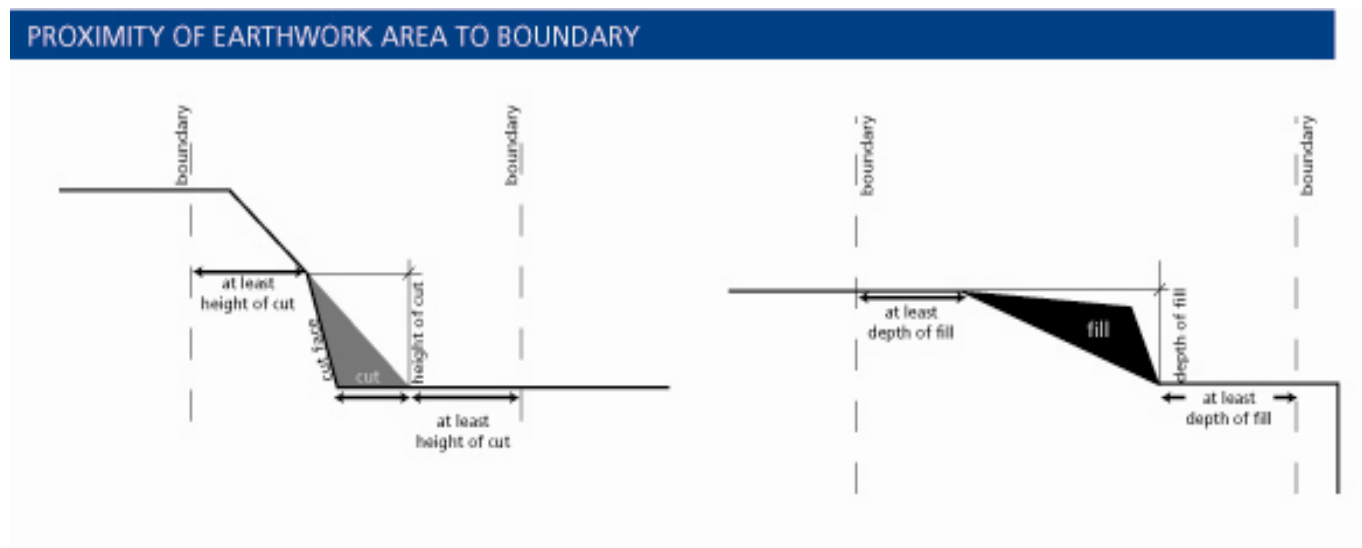 PROXIMITY OF EARTHWORK AREA TO BOUNDARY
boundary
boundary
at least
height of cut
cut face
cut
height of cut
at least
height of cut
boundary
boundary
at least
depth of fill
fill
depth of fill
at least
depth of fill